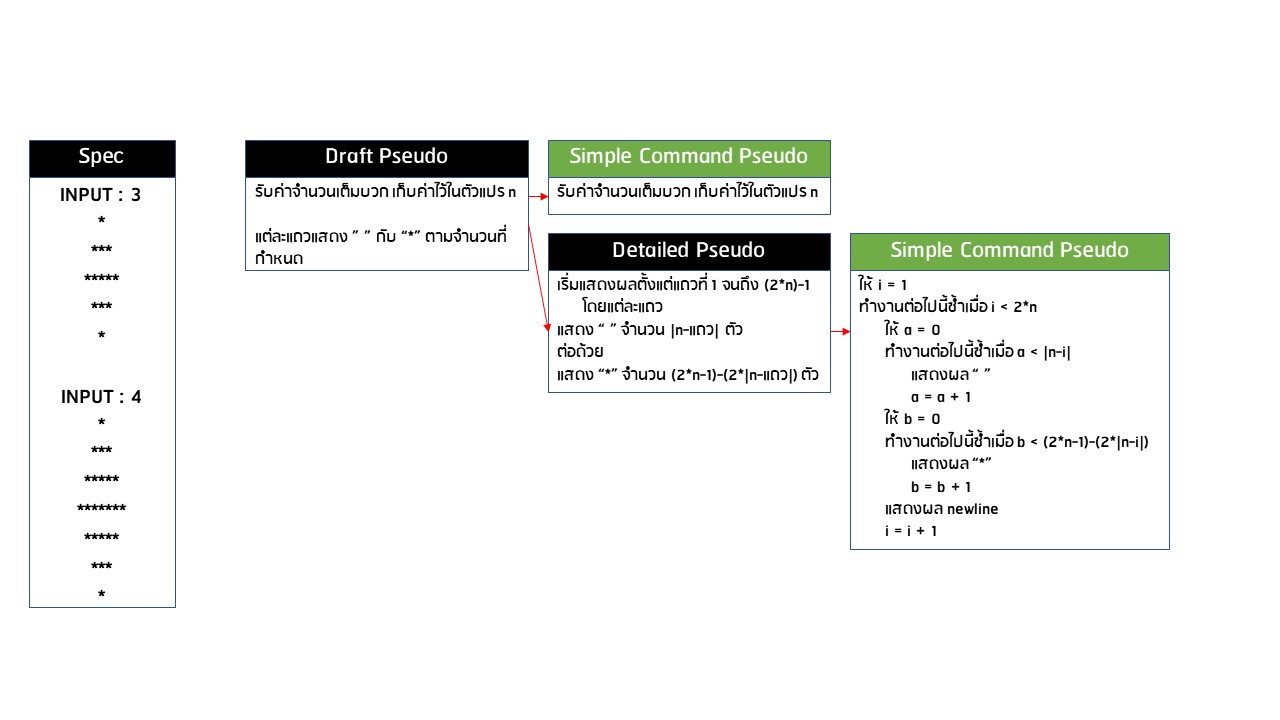 Spec
INPUT : 3
*
***
*****
***
*
INPUT : 4
*
***
*****
*******
*****
***
*
Draft Pseudo
รับค่าจำนวนเต็มบวก เก็บค่าไว้ในตัวแปร n
แต่ละแถวแสดง ” ” กับ “*” ตามจำนวนที่
กำหนด
Simple Command Pseudo
รับค่าจำนวนเต็มบวก เก็บค่าไว้ในตัวแปร n
Detailed Pseudo
เริ่มแสดงผลตั้งแต่แถวที่ 1 จนถึง (2*n)-1
โดยแต่ละแถว
แสดง “ ” จำนวน |n-แถว| ตัว
ต่อด้วย
แสดง “*” จำนวน (2*n-1)-(2*|n-แถว|) ตัว
Simple Command Pseudo
ให้ i = 1
ทำงานต่อไปนี้ซ้ำเมื่อ i < 2*n
ให้ a = 0
ทำงานต่อไปนี้ซ้ำเมื่อ a < |n-i|
แสดงผล “ ”
a = a + 1
ให้ b = 0
ทำงานต่อไปนี้ซ้ำเมื่อ b < (2*n-1)-(2*|n-i|)
แสดงผล “*”
b = b + 1
แสดงผล newline
i = i + 1